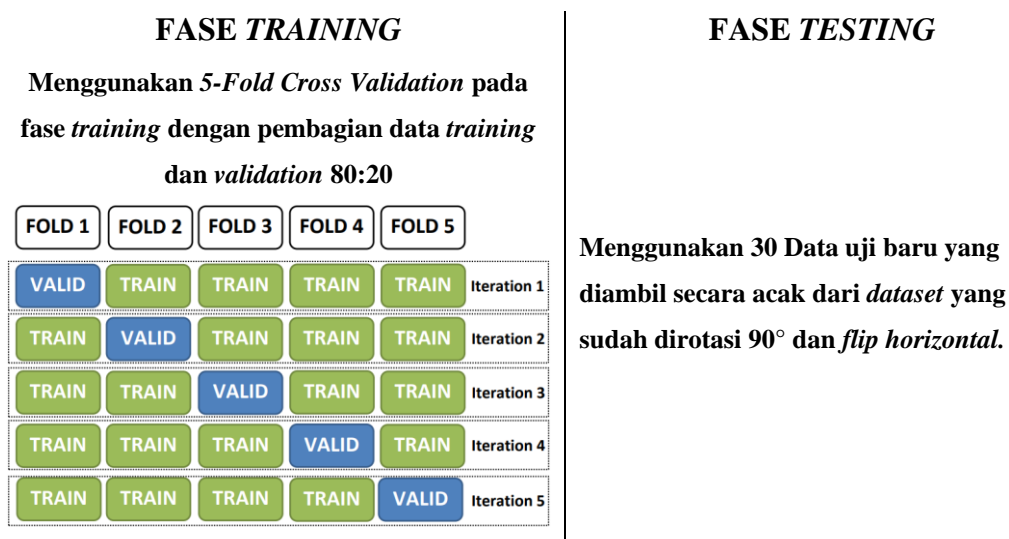 FASE TRAINING
Menggunakan 5-Fold Cross Validation pada
fase training dengan pembagian data training
dan validation 80:20
FOLD 1 FOLD 2 FOLD 3 FOLD 4 FOLD 5
VALID TRAIN TRAIN TRAIN TRAIN Iteration 1
TRAIN VALID TRAIN TRAIN TRAIN Iteration 2
TRAIN TRAIN VALID TRAIN TRAIN Iteration 3
TRAIN TRAIN TRAIN VALID TRAIN Iteration 4
TRAIN TRAIN TRAIN TRAIN VALID Iteration 5
FASE TESTING
Menggunakan 30 Data uji baru yang
diambil secara acak dari dataset yang
sudah dirotasi 90° dan flip horizontal.